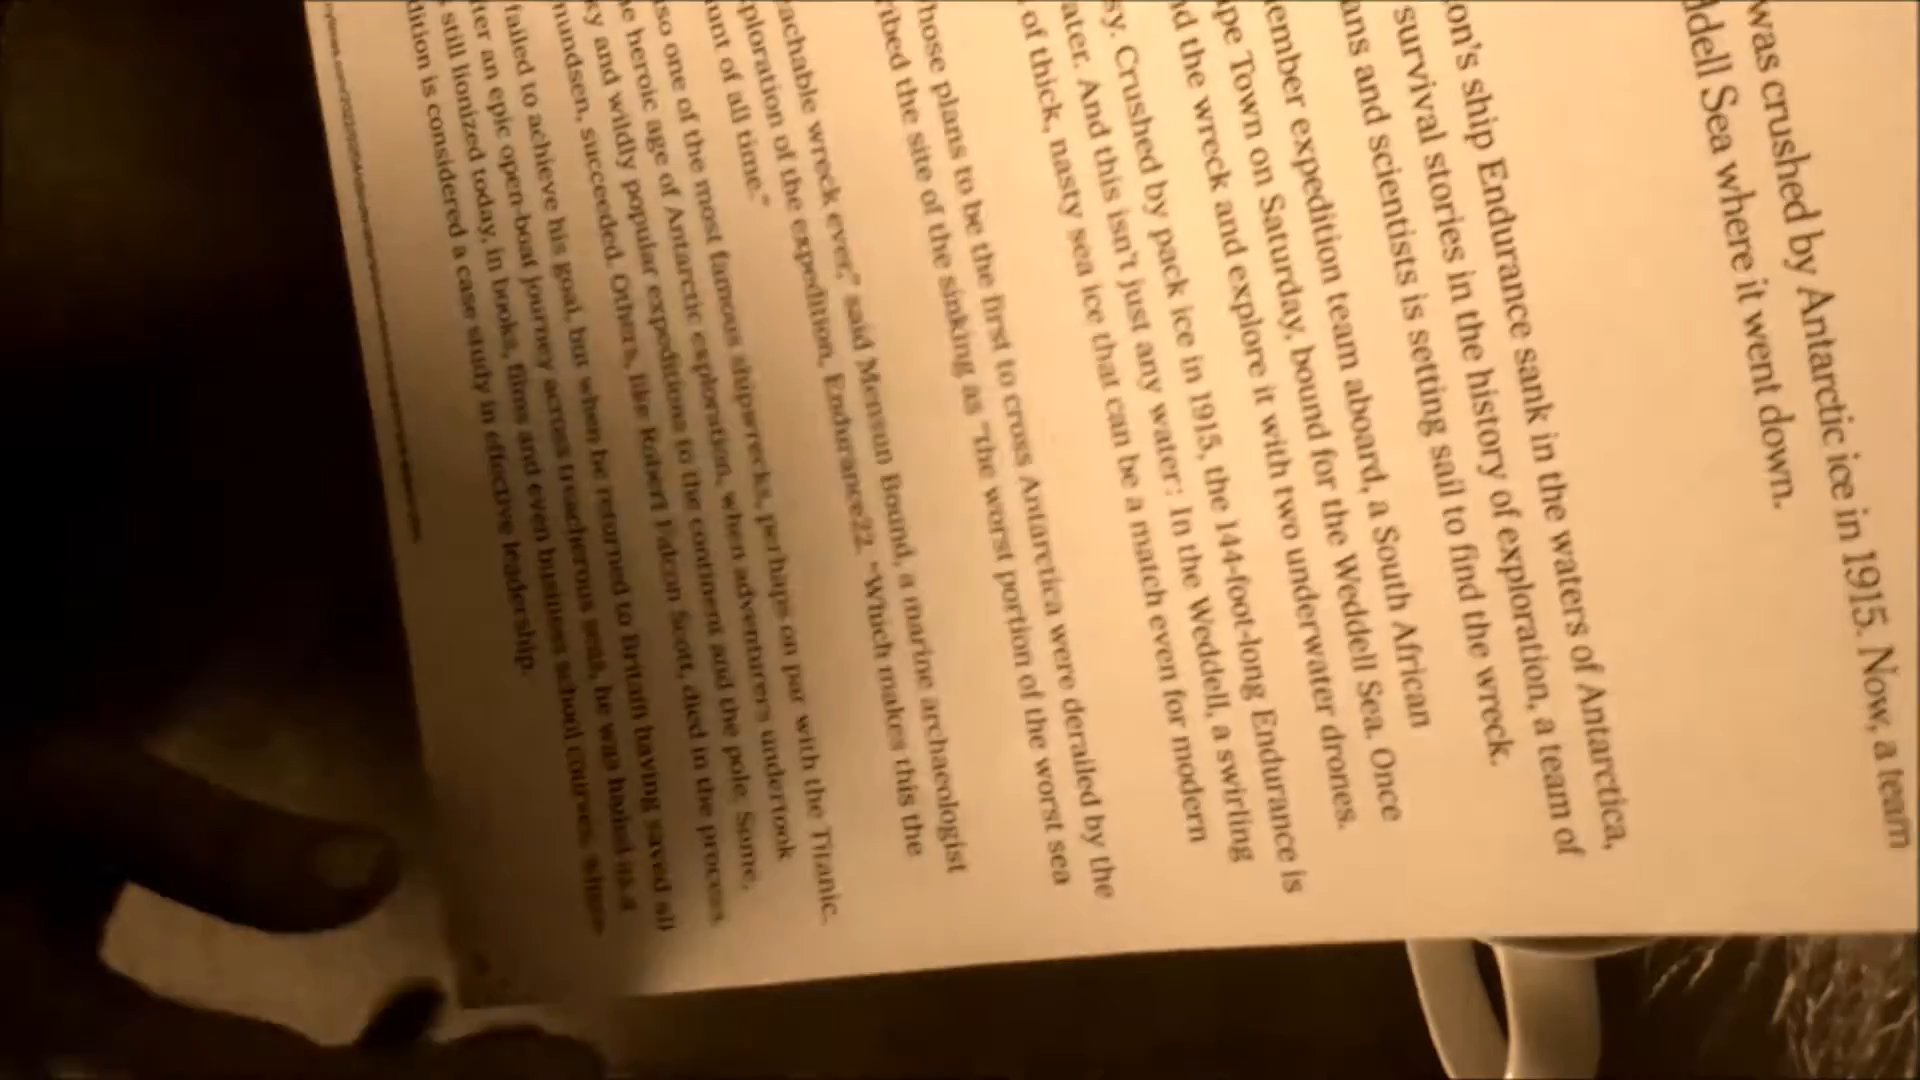 was crushed by Antarctic ice in 1915. Now, a team
ddell Sea where it went down.
on's ship Endurance sank in the waters of Antarctica,
survival stories in the history of exploration, a team of
ans and scientists is setting sail to find the wreck.
ember expedition team aboard, a South African
pe Town on Saturday, bound for the Weddell Sea. Once
d the wreck and explore it with two underwater drones.
sy. Crushed by pack ice in 1915, the 144-foot-long Endurance is
ater. And this isn't just any water: In the Weddell, a swirling
of thick, nasty sea ice that can be a match even for modern
hose plans to be the first to cross Antarctica were derailed by the
ribed the site of the sinking as "the worst portion of the worst sea
achable wreck ever," said Mensun Bound, a marine archaeologist
ploration of the expedition, Endurance22. "Which makes this the
unt of all time."
so one of the most famous shipwrecks, perhaps on par with the Titanic.
e heroic age of Antarctic exploration, when adventurers undertook
cy and wildly popular expeditions to the continent and the pole. Some,
mundsen, succeeded. Others, like Robert Falcon Scott, died in the process.
failed to achieve his goal, but when he returned to Britain having saved all
ter an epic open-boat journey across treacherous seas, he was hailed as a
still lionized today, in books, films and even business school courses, where
dition is considered a case study in effective leadership.